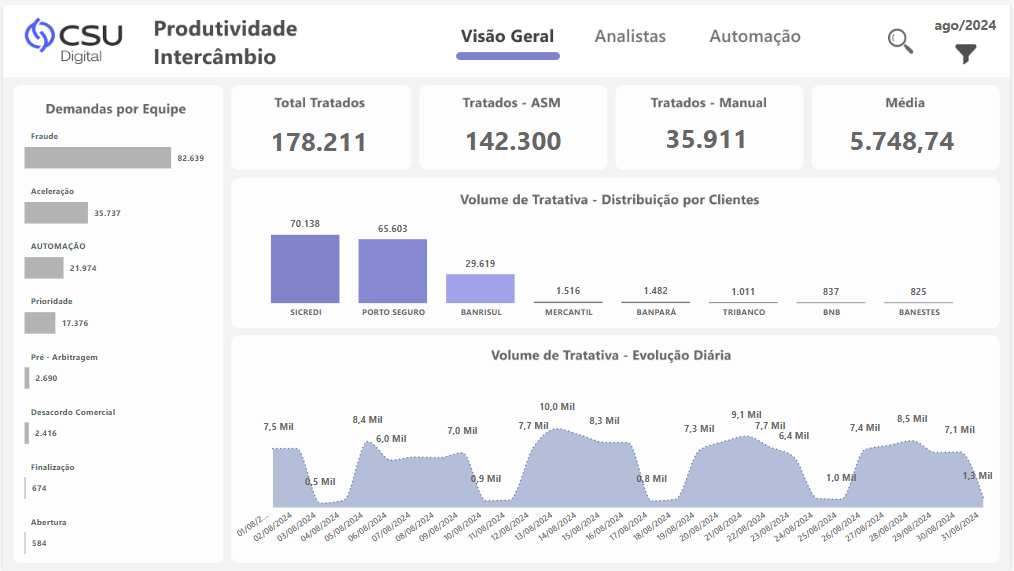 CSU
Digital
Produtividade
Intercâmbio
Visão Geral
Analistas
Automação
ago/2024
Demandas por Equipe
Fraude
82.639
Aceleração
35.737
AUTOMAÇÃO
21.974
Prioridade
17.376
Pré - Arbitragem
2.690
Desacordo Comercial
2.416
Finalização
674
Abertura
584
Total Tratados
178.211
Tratados - ASM
142.300
Tratados - Manual
35.911
Média
5.748,74
Volume de Tratativa - Distribuição por Clientes
70.138
65.603
29.619
1.516
1.482
1.011
837
825
SICREDI
PORTO SEGURO
BANRISUL
MERCANTIL
BANPARÁ
TRIBANCO
BNB
BANESTES
Volume de Tratativa - Evolução Diária
7,5 Mil
0,5 Mil
8,4 Mil
6,0 Mil
7,0 Mil
0,9 Mil
7,7 Mil
10,0 Mil
8,3 Mil
0,8 Mil
7,3 Mil
9,1 Mil
7,7 Mil
6,4 Mil
1,0 Mil
7,4 Mil
8,5 Mil
7,1 Mil
1,3 Mil
01/08/2...
02/08/2024
03/08/2024
04/08/2024
05/08/2024
06/08/2024
07/08/2024
08/08/2024
09/08/2024
10/08/2024
11/08/2024
12/08/2024
13/08/2024
14/08/2024
15/08/2024
16/08/2024
17/08/2024
18/08/2024
19/08/2024
20/08/2024
21/08/2024
22/08/2024
23/08/2024
24/08/2024
25/08/2024
26/08/2024
27/08/2024
28/08/2024
29/08/2024
30/08/2024
31/08/2024